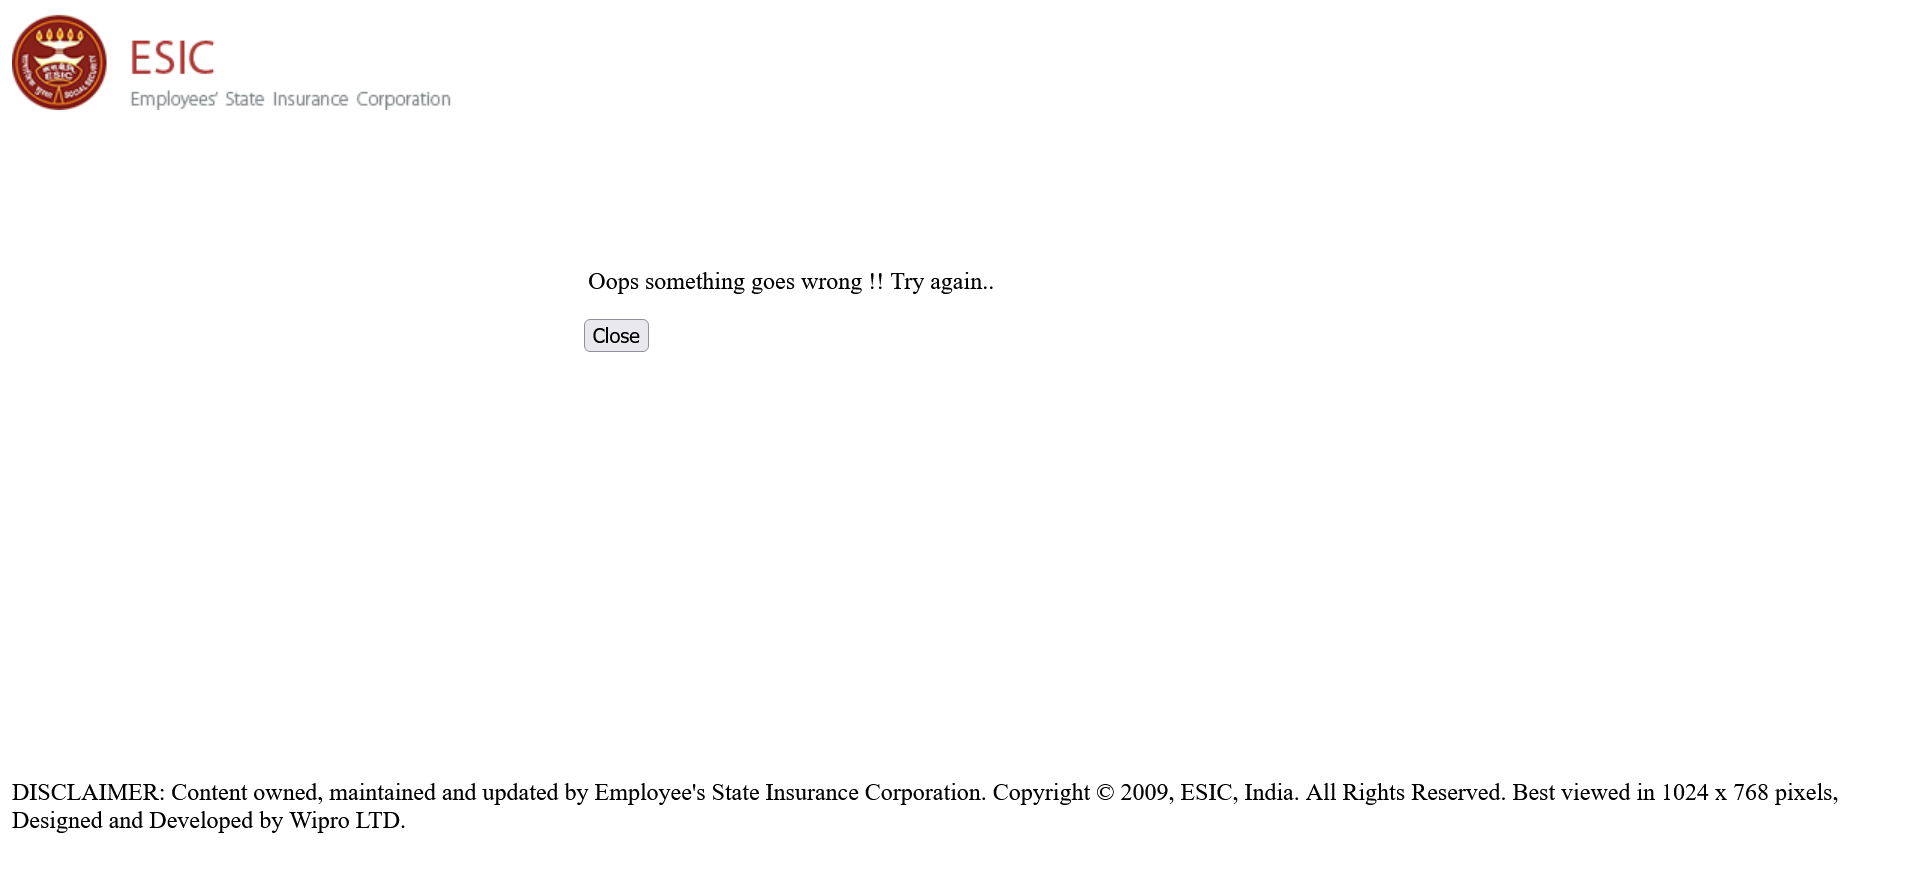 ESIC
Employees' State Insurance Corporation
Oops something goes wrong !! Try again..
Close
DISCLAIMER: Content owned, maintained and updated by Employee's State Insurance Corporation. Copyright © 2009, ESIC, India. All Rights Reserved. Best viewed in 1024 x 768 pixels,
Designed and Developed by Wipro LTD.